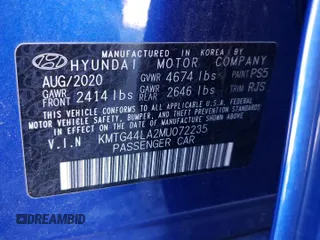 MANUFACTURED IN KOREA BY
HYUNDAI MOTOR COMPANY
AUG/2020 GVWR 4674 lbs PAINT PS5
GAWR FRONT 2414 lbs GAWR REAR 2646 lbs TRIM RJS
THIS VEHICLE CONFORMS TO ALL APPLICABLE FEDERAL
MOTOR VEHICLE SAFETY, BUMPER, AND THEFT PREVENTION
STANDARDS IN EFFECT ON THE DATE OF
MANUFACTURE SHOWN ABOVE.
V.I.N KMTG44LA2MU072235
PASSENGER CAR
@DREAMBID